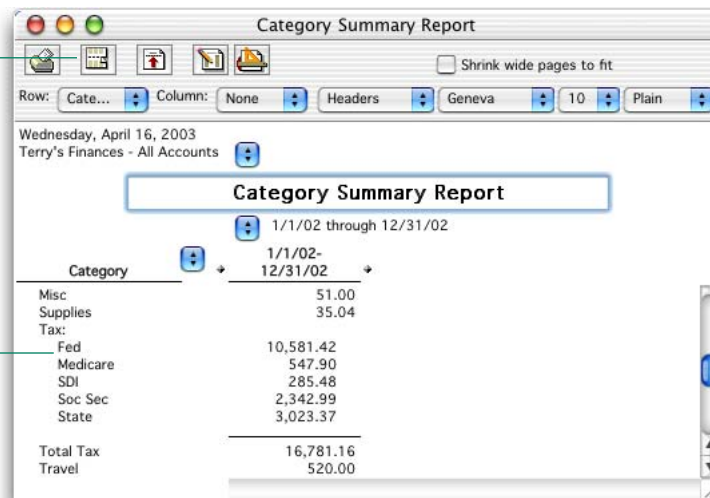 Category Summary Report
Shrink wide pages to fit
Row: Cate... Column: None Headers Geneva 10 Plain
Wednesday, April 16, 2003
Terry's Finances - All Accounts
Category Summary Report
1/1/02 through 12/31/02
Category 1/1/02-
12/31/02
Misc 51.00
Supplies 35.04
Tax:
Fed 10,581.42
Medicare 547.90
SDI 285.48
Soc Sec 2,342.99
State 3,023.37
Total Tax 16,781.16
Travel 520.00